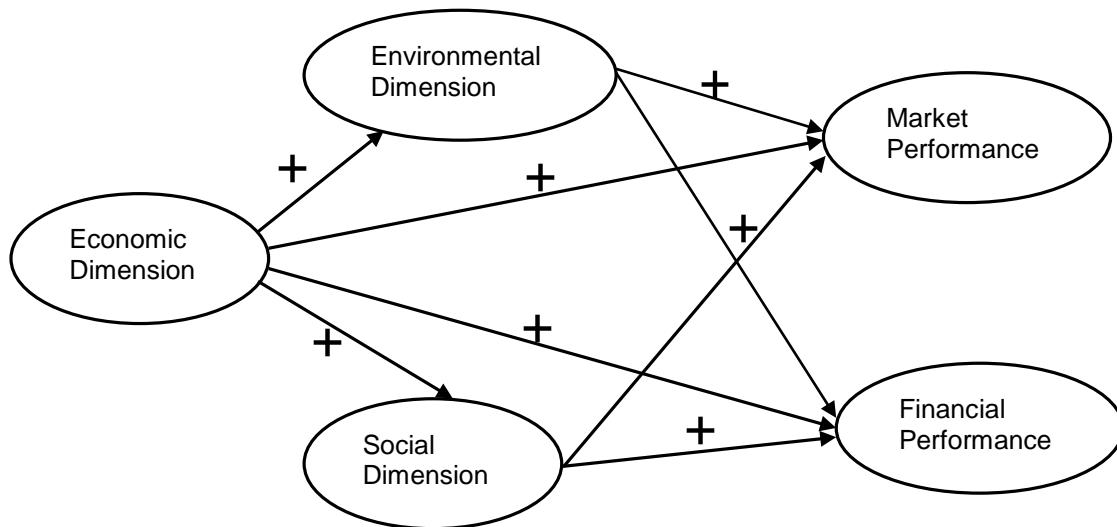 Environmental
Dimension
+
Market
Performance
+
+
Economic
Dimension
+
+
+
Social
Dimension
+
Financial
Performance